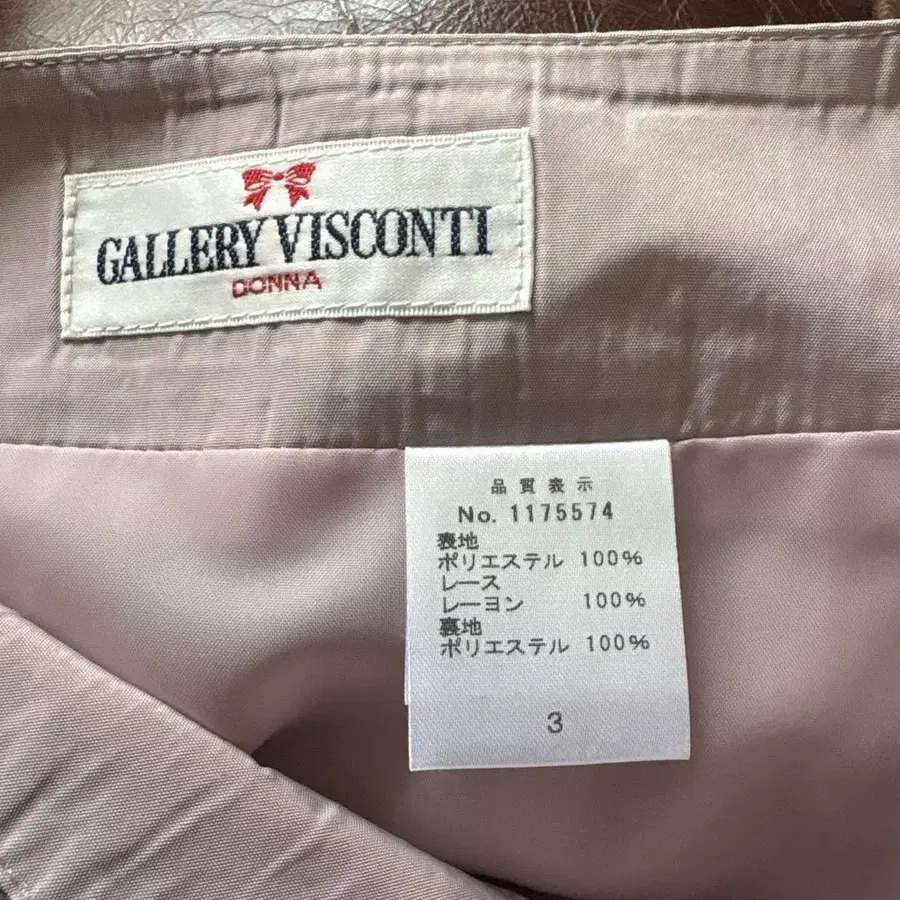 GALLERY VISCONTI
DONNA
品質表示
No. 1175574
表地
ポリエステル 100%
レース
レーヨン 100%
裏地
ポリエステル 100%
3